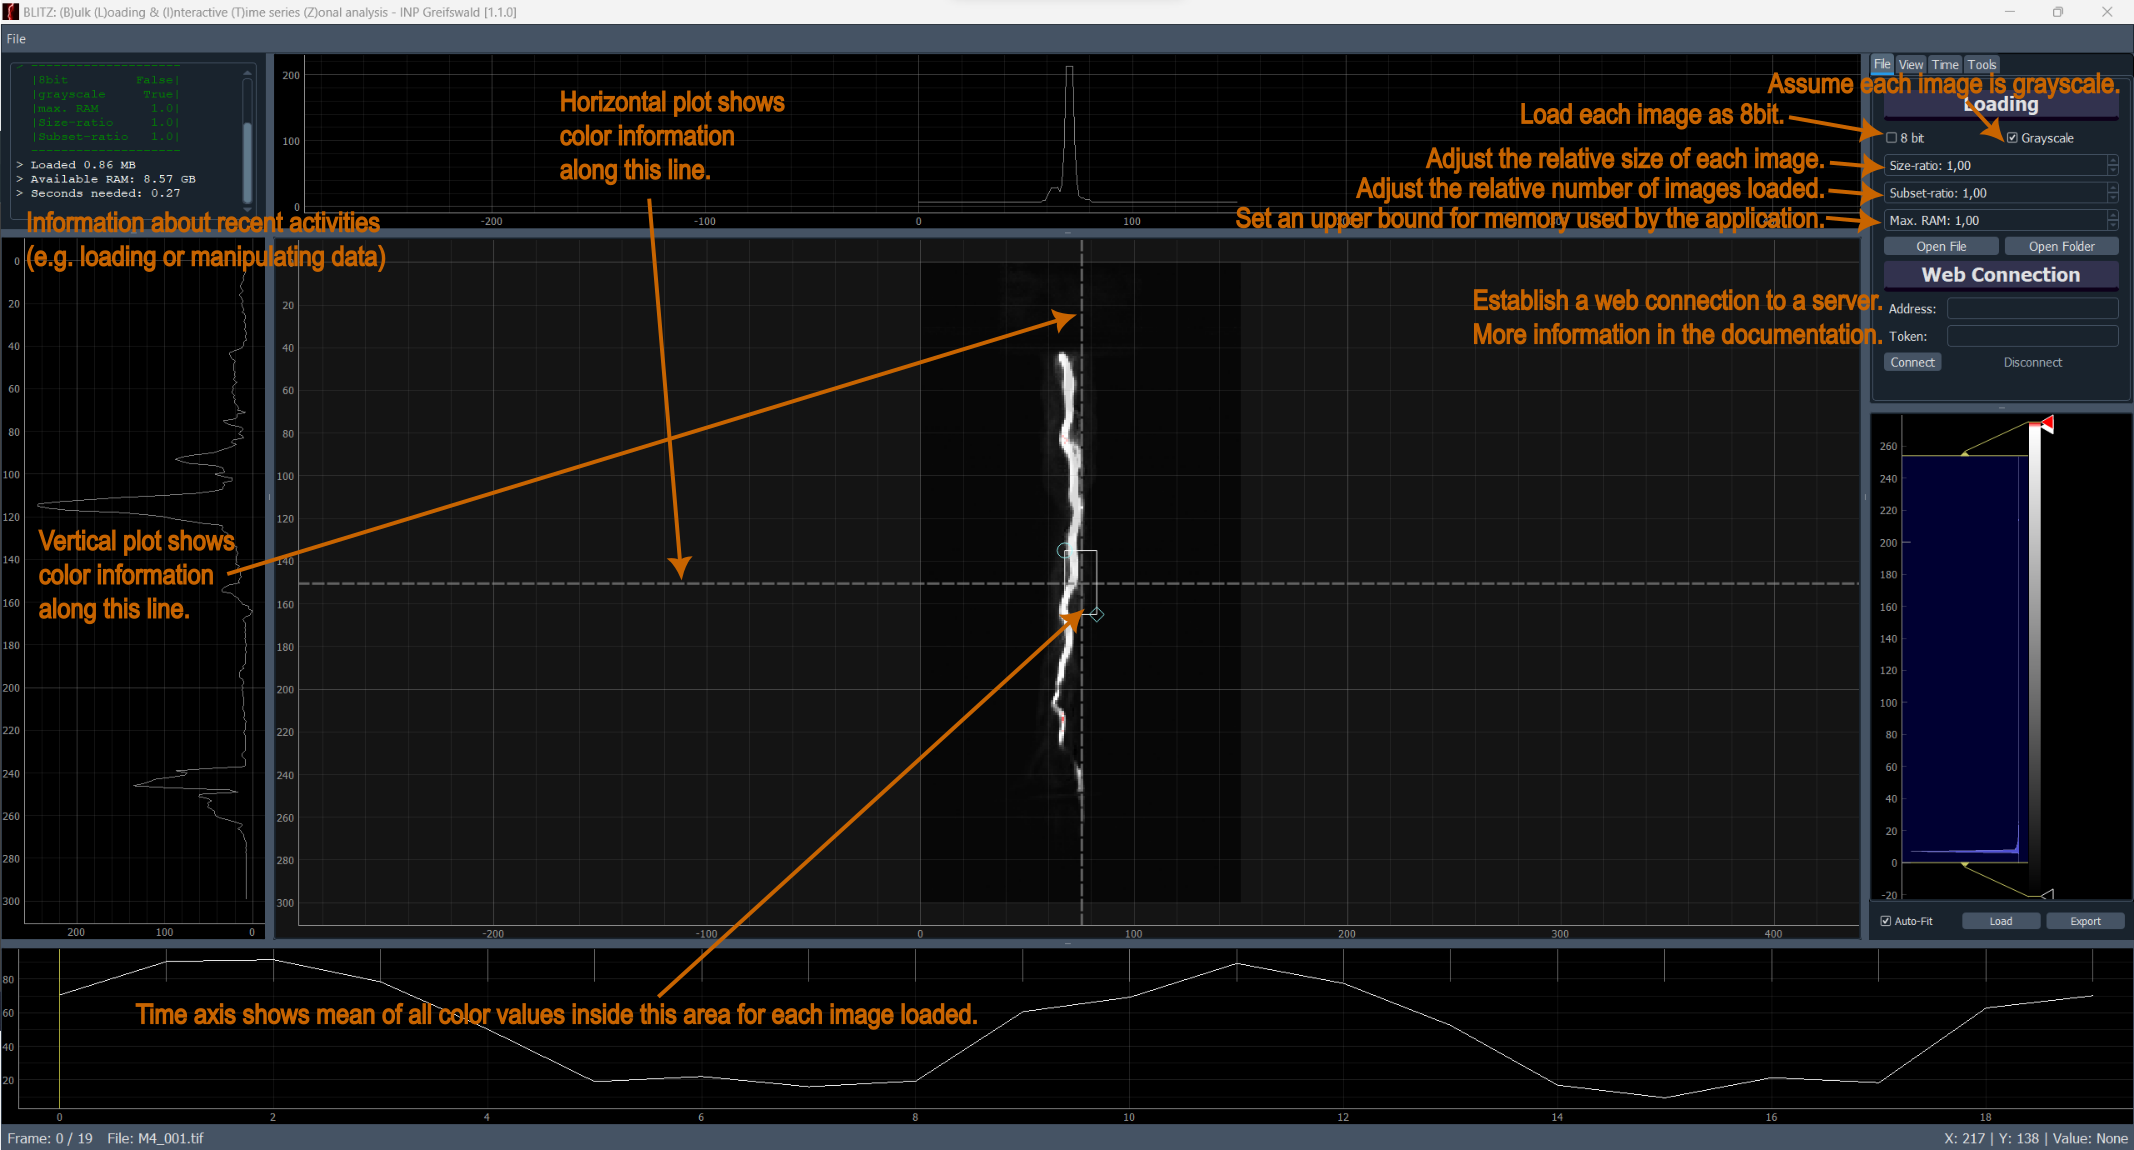 BLITZ: (B)ulk (L)oading & (I)nteractive (T)ime series (Z)onal analysis - INP Greifswald [1.1.0]
File
|8bit False|
|grayscale True|
|max. RAM 1.0|
|Size-ratio 1.0|
|Subset-ratio 1.0|
> Loaded 0.86 MB
> Available RAM: 8.57 GB
> Seconds needed: 0.27
Information about recent activities
(e.g. loading or manipulating data)
200
100
0
-200 -100 0 100 200
Horizontal plot shows
color information
along this line.
File View Time Tools
Assume each image is grayscale.
Loading
Load each image as 8bit.
8 bit Grayscale
Adjust the relative size of each image.
Size-ratio: 1,00
Adjust the relative number of images loaded.
Subset-ratio: 1,00
Set an upper bound for memory used by the application.
Max. RAM: 1,00
Open File Open Folder
Web Connection
Establish a web connection to a server.
More information in the documentation.
Address:
Token:
Connect Disconnect
0
20
40
60
80
100
120
140
160
180
200
220
240
260
280
300
200 100 0
Vertical plot shows
color information
along this line.
20
40
60
80
100
120
140
160
180
200
220
240
260
280
300
-200 -100 0 100 200 300 400
260
240
220
200
180
160
140
120
100
80
60
40
20
0
-20
Auto-Fit Load Export
80
60
40
20
Time axis shows mean of all color values inside this area for each image loaded.
0 2 4 6 8 10 12 14 16 18
Frame: 0 / 19 File: M4_001.tif
X: 217 | Y: 138 | Value: None